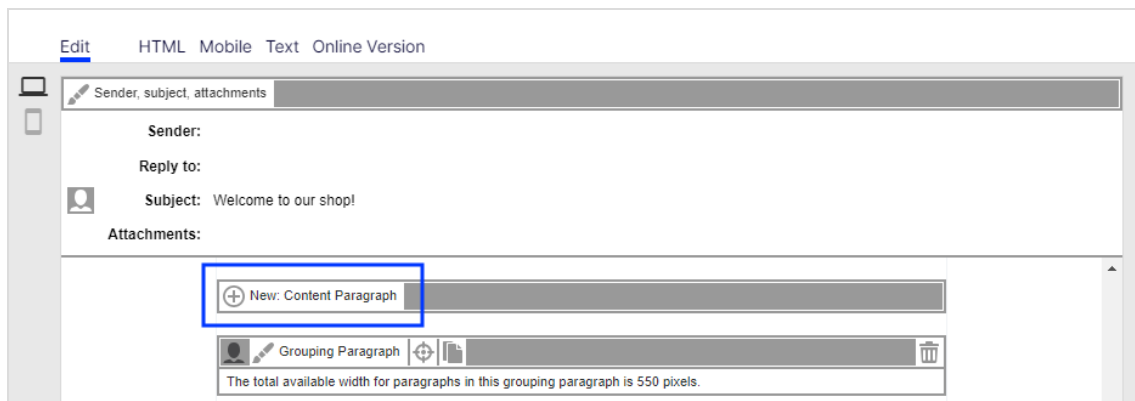 Edit HTML Mobile Text Online Version
Sender, subject, attachments
Sender:
Reply to:
Subject: Welcome to our shop!
Attachments:
New: Content Paragraph
Grouping Paragraph
The total available width for paragraphs in this grouping paragraph is 550 pixels.